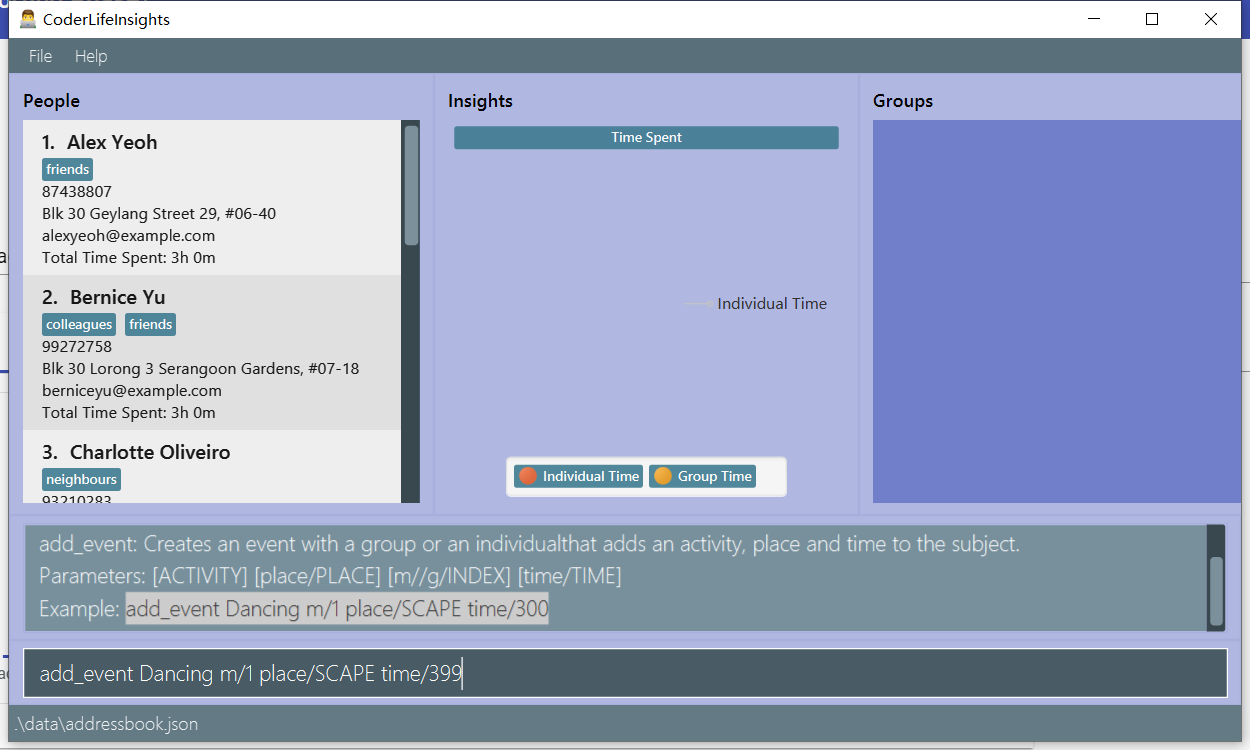 CoderLifeInsights
File Help
People
1. Alex Yeoh
friends
87438807
Blk 30 Geylang Street 29, #06-40
alexyeoh@example.com
Total Time Spent: 3h 0m
2. Bernice Yu
colleagues friends
99272758
Blk 30 Lorong 3 Serangoon Gardens, #07-18
berniceyu@example.com
Total Time Spent: 3h 0m
3. Charlotte Oliveiro
neighbours
93210283
Insights
Time Spent
Individual Time
Individual Time Group Time
Groups
add_event: Creates an event with a group or an individualthat adds an activity, place and time to the subject.
Parameters: [ACTIVITY] [place/PLACE] [m//g/INDEX] [time/TIME]
Example: add_event Dancing m/1 place/SCAPE time/300
add_event Dancing m/1 place/SCAPE time/399
.\data\addressbook.json